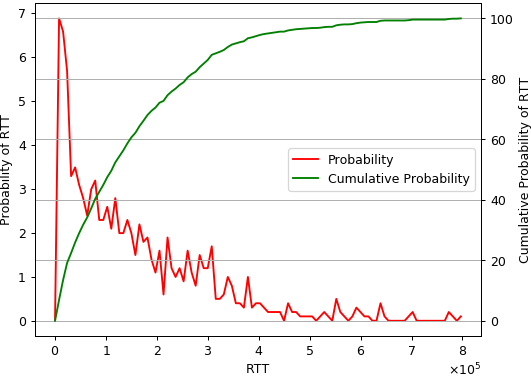 Probability of RTT
7
6
5
4
3
2
1
0
100
80
60
40
20
0
Cumulative Probability of RTT
Probability
Cumulative Probability
0 1 2 3 4 5 6 7 8
RTT
×10⁵